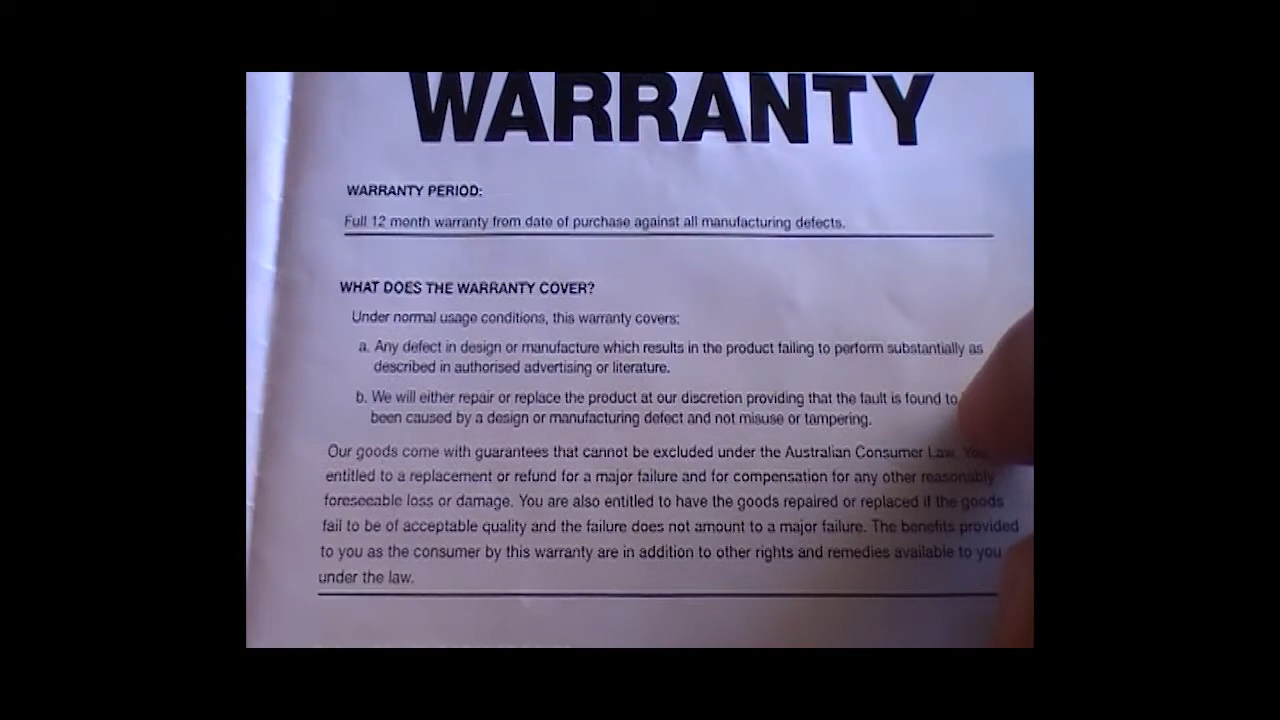 WARRANTY
WARRANTY PERIOD:
Full 12 month warranty from date of purchase against all manufacturing defects.
WHAT DOES THE WARRANTY COVER?
Under normal usage conditions, this warranty covers:
a. Any defect in design or manufacture which results in the product failing to perform substantially as
described in authorised advertising or literature.
b. We will either repair or replace the product at our discretion providing that the fault is found to
been caused by a design or manufacturing defect and not misuse or tampering.
Our goods come with guarantees that cannot be excluded under the Australian Consumer Law. You
entitled to a replacement or refund for a major failure and for compensation for any other reasonably
foreseeable loss or damage. You are also entitled to have the goods repaired or replaced if the goods
fail to be of acceptable quality and the failure does not amount to a major failure. The benefits provided
to you as the consumer by this warranty are in addition to other rights and remedies available to you
under the law.